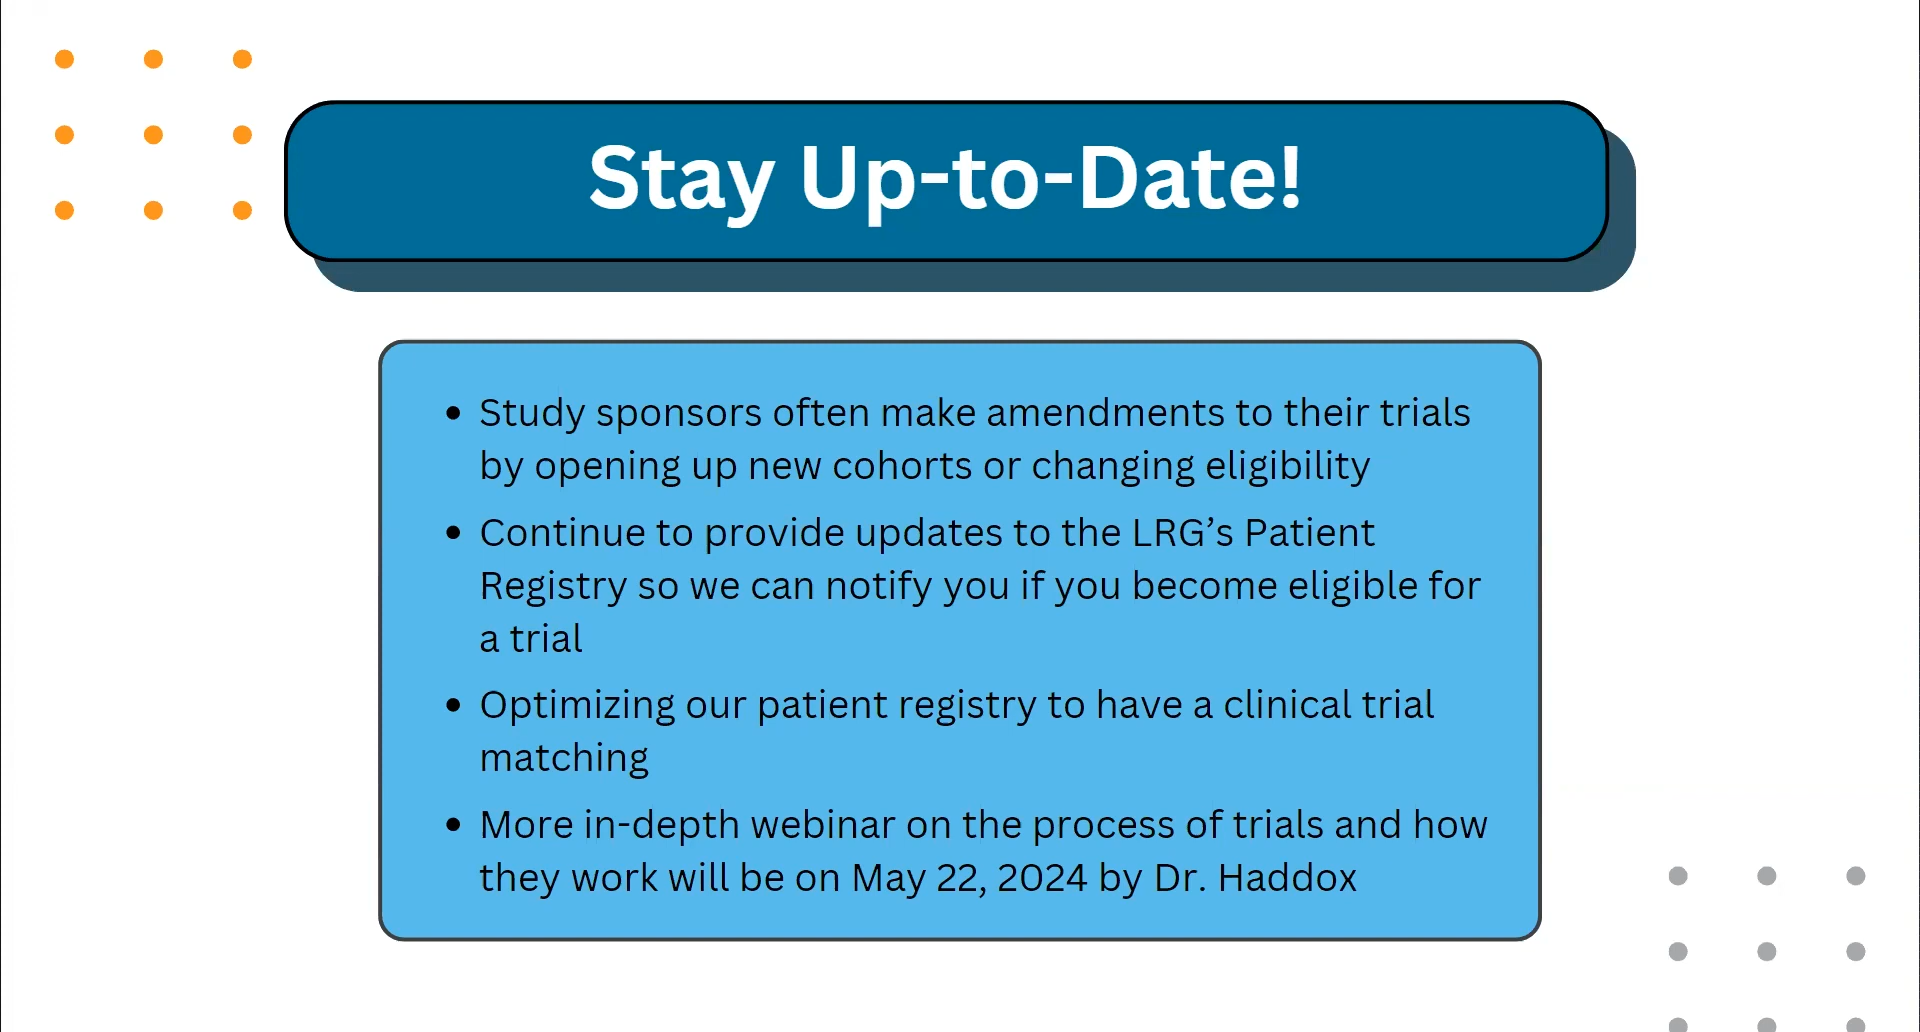 Stay Up-to-Date!
• Study sponsors often make amendments to their trials
by opening up new cohorts or changing eligibility
• Continue to provide updates to the LRG’s Patient
Registry so we can notify you if you become eligible for
a trial
• Optimizing our patient registry to have a clinical trial
matching
• More in-depth webinar on the process of trials and how
they work will be on May 22, 2024 by Dr. Haddox